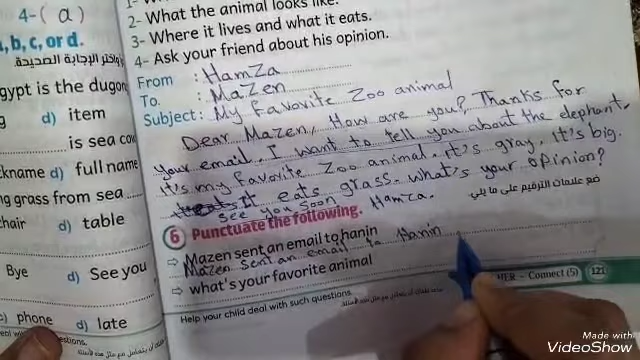 4- ( a )
a, b, c, or d.
gypt is the dugon
d) item
is sea cow
ckname d) full name
ng grass from sea
chair d) table
Bye d) See you
phone d) late
2- What the animal looks like.
3- Where it lives and what it eats.
4- Ask your friend about his opinion.
From : HamZa
To : MaZen
Subject: My favorite Zoo animal
Dear Mazen, How are you? Thanks for
your email. I want to tell you about the elephant.
It's my favorite Zoo animal. It's gray. It's big.
It eats grass. what's your opinion?
see you soon Hamza.
ضع علامات الترقيم على ما يلي
6 Punctuate the following.
⇨ Mazen sent an email to hanin
Mazen sent an email to Hanin
⇨ what's your favorite animal
Help your child deal with such questions.
Connect (5) 121
Made with
VideoShow